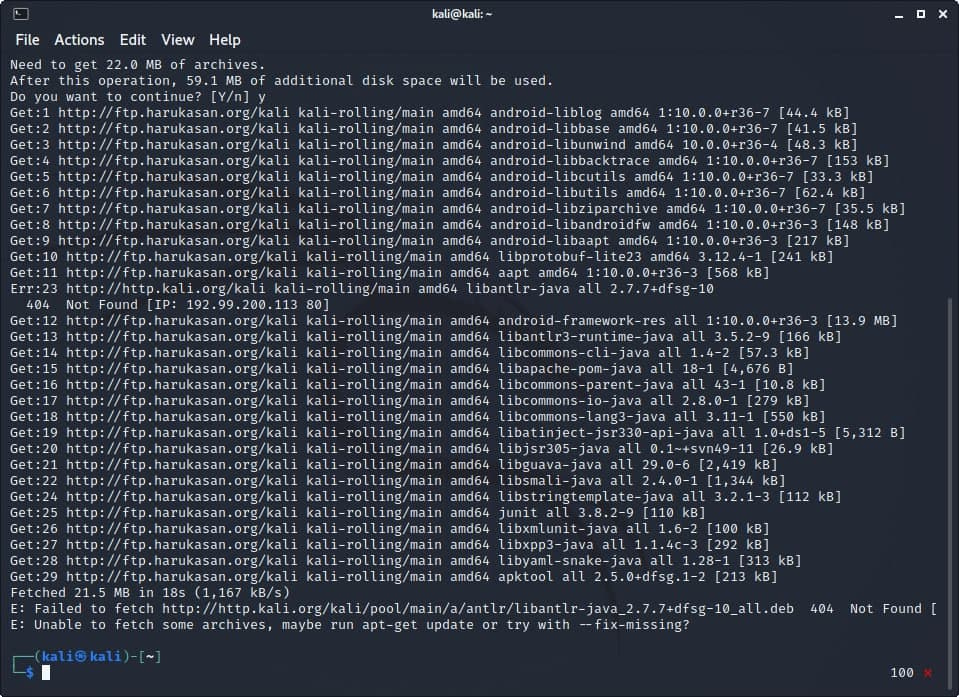 kali@kali: ~
File Actions Edit View Help
Need to get 22.0 MB of archives.
After this operation, 59.1 MB of additional disk space will be used.
Do you want to continue? [Y/n] y
Get:1 http://ftp.harukasan.org/kali kali-rolling/main amd64 android-liblog amd64 1:10.0.0+r36-7 [44.4 kB]
Get:2 http://ftp.harukasan.org/kali kali-rolling/main amd64 android-libbase amd64 1:10.0.0+r36-7 [41.5 kB]
Get:3 http://ftp.harukasan.org/kali kali-rolling/main amd64 android-libunwind amd64 10.0.0+r36-4 [48.3 kB]
Get:4 http://ftp.harukasan.org/kali kali-rolling/main amd64 android-libbacktrace amd64 1:10.0.0+r36-7 [153 kB]
Get:5 http://ftp.harukasan.org/kali kali-rolling/main amd64 android-libcutils amd64 1:10.0.0+r36-7 [33.3 kB]
Get:6 http://ftp.harukasan.org/kali kali-rolling/main amd64 android-libutils amd64 1:10.0.0+r36-7 [62.4 kB]
Get:7 http://ftp.harukasan.org/kali kali-rolling/main amd64 android-libziparchive amd64 1:10.0.0+r36-7 [35.5 kB]
Get:8 http://ftp.harukasan.org/kali kali-rolling/main amd64 android-libandroidfw amd64 1:10.0.0+r36-3 [148 kB]
Get:9 http://ftp.harukasan.org/kali kali-rolling/main amd64 android-libaapt amd64 1:10.0.0+r36-3 [217 kB]
Get:10 http://ftp.harukasan.org/kali kali-rolling/main amd64 libprotobuf-lite23 amd64 3.12.4-1 [241 kB]
Get:11 http://ftp.harukasan.org/kali kali-rolling/main amd64 aapt amd64 1:10.0.0+r36-3 [568 kB]
Err:23 http://http.kali.org/kali kali-rolling/main amd64 libantlr-java all 2.7.7+dfsg-10
  404  Not Found [IP: 192.99.200.113 80]
Get:12 http://ftp.harukasan.org/kali kali-rolling/main amd64 android-framework-res all 1:10.0.0+r36-3 [13.9 MB]
Get:13 http://ftp.harukasan.org/kali kali-rolling/main amd64 libantlr3-runtime-java all 3.5.2-9 [166 kB]
Get:14 http://ftp.harukasan.org/kali kali-rolling/main amd64 libcommons-cli-java all 1.4-2 [57.3 kB]
Get:15 http://ftp.harukasan.org/kali kali-rolling/main amd64 libapache-pom-java all 18-1 [4,676 B]
Get:16 http://ftp.harukasan.org/kali kali-rolling/main amd64 libcommons-parent-java all 43-1 [10.8 kB]
Get:17 http://ftp.harukasan.org/kali kali-rolling/main amd64 libcommons-io-java all 2.8.0-1 [279 kB]
Get:18 http://ftp.harukasan.org/kali kali-rolling/main amd64 libcommons-lang3-java all 3.11-1 [550 kB]
Get:19 http://ftp.harukasan.org/kali kali-rolling/main amd64 libatinject-jsr330-api-java all 1.0+ds1-5 [5,312 B]
Get:20 http://ftp.harukasan.org/kali kali-rolling/main amd64 libjsr305-java all 0.1~+svn49-11 [26.9 kB]
Get:21 http://ftp.harukasan.org/kali kali-rolling/main amd64 libguava-java all 29.0-6 [2,419 kB]
Get:22 http://ftp.harukasan.org/kali kali-rolling/main amd64 libsmali-java all 2.4.0-1 [1,344 kB]
Get:24 http://ftp.harukasan.org/kali kali-rolling/main amd64 libstringtemplate-java all 3.2.1-3 [112 kB]
Get:25 http://ftp.harukasan.org/kali kali-rolling/main amd64 junit all 3.8.2-9 [110 kB]
Get:26 http://ftp.harukasan.org/kali kali-rolling/main amd64 libxmlunit-java all 1.6-2 [100 kB]
Get:27 http://ftp.harukasan.org/kali kali-rolling/main amd64 libxpp3-java all 1.1.4c-3 [292 kB]
Get:28 http://ftp.harukasan.org/kali kali-rolling/main amd64 libyaml-snake-java all 1.28-1 [313 kB]
Get:29 http://ftp.harukasan.org/kali kali-rolling/main amd64 apktool all 2.5.0+dfsg.1-2 [213 kB]
Fetched 21.5 MB in 18s (1,167 kB/s)
E: Failed to fetch http://http.kali.org/kali/pool/main/a/antlr/libantlr-java_2.7.7+dfsg-10_all.deb  404  Not Found [
E: Unable to fetch some archives, maybe run apt-get update or try with --fix-missing?
┌──(kali㉿kali)-[~]
└─$ 100 ⨯